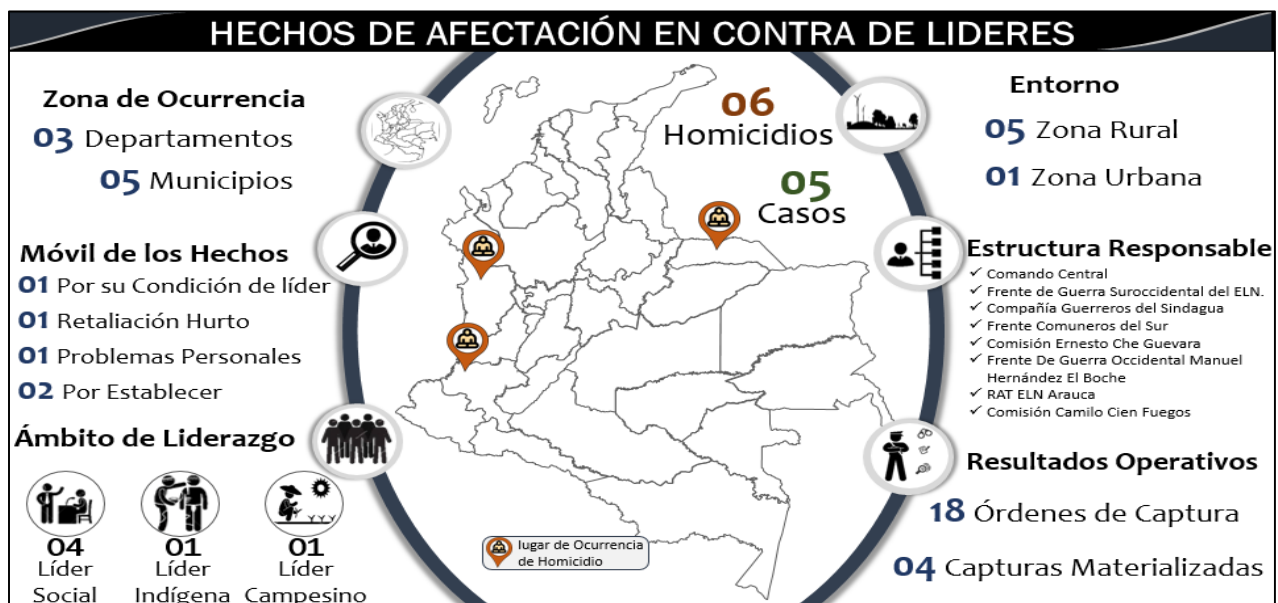 HECHOS DE AFECTACIÓN EN CONTRA DE LIDERES
Zona de Ocurrencia
03 Departamentos
05 Municipios
Móvil de los Hechos
01 Por su Condición de líder
01 Retaliación Hurto
01 Problemas Personales
02 Por Establecer
Ámbito de Liderazgo
04
Líder
Social
01
Líder
Indígena
01
Líder
Campesino
06
Homicidios
05
Casos
lugar de Ocurrencia
de Homicidio
Entorno
05 Zona Rural
01 Zona Urbana
Estructura Responsable
✓ Comando Central
✓ Frente de Guerra Suroccidental del ELN.
✓ Compañía Guerreros del Sindagua
✓ Frente Comuneros del Sur
✓ Comisión Ernesto Che Guevara
✓ Frente De Guerra Occidental Manuel
Hernández El Boche
✓ RAT ELN Arauca
✓ Comisión Camilo Cien Fuegos
Resultados Operativos
18 Órdenes de Captura
04 Capturas Materializadas